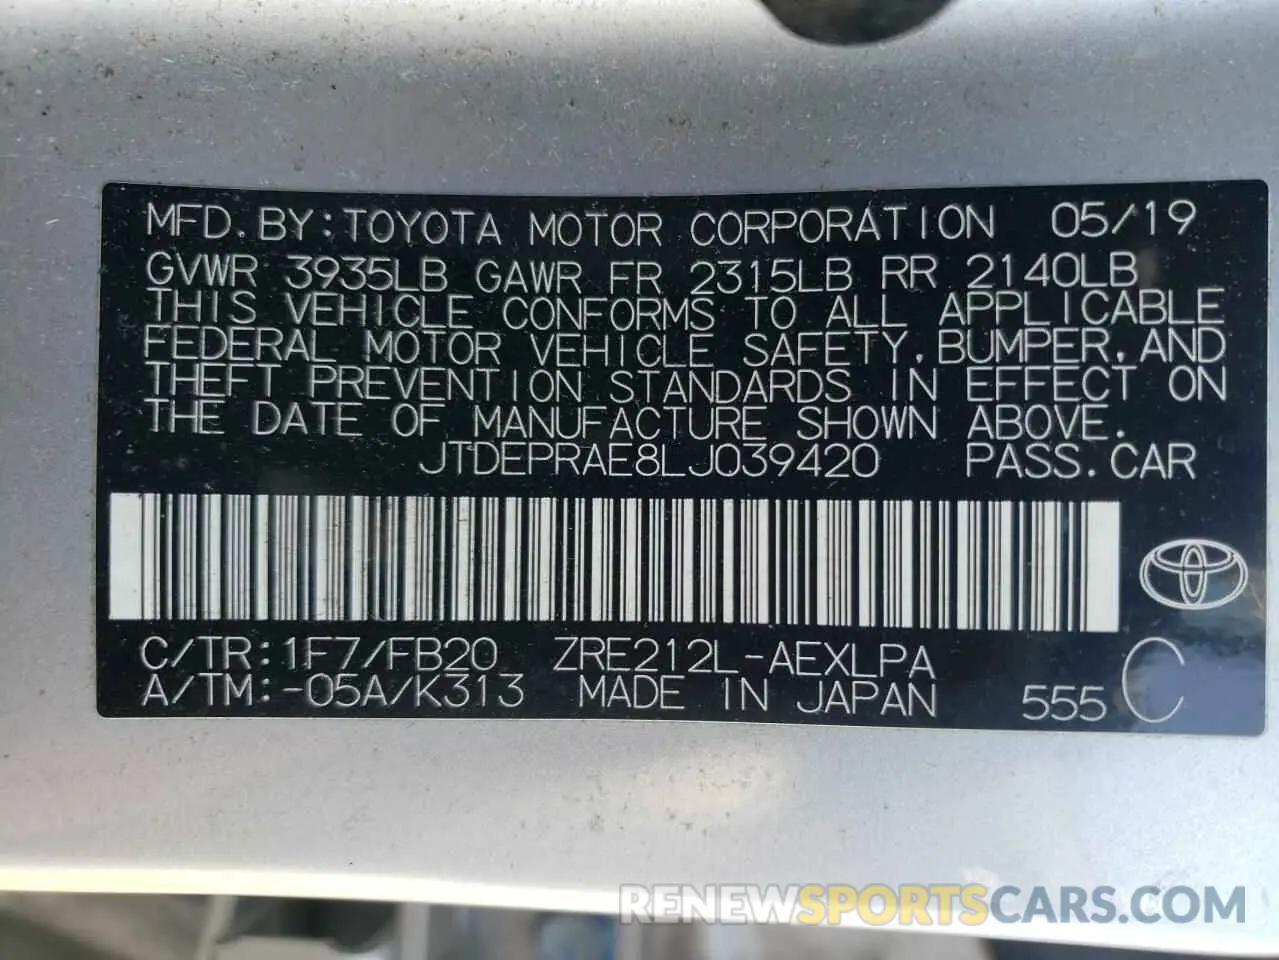 MFD. BY: TOYOTA MOTOR CORPORATION 05/19
GVWR 3935LB GAWR FR 2315LB RR 2140LB
THIS VEHICLE CONFORMS TO ALL APPLICABLE
FEDERAL MOTOR VEHICLE SAFETY, BUMPER, AND
THEFT PREVENTION STANDARDS IN EFFECT ON
THE DATE OF MANUFACTURE SHOWN ABOVE.
JTDEPRAE8LJ039420 PASS. CAR
C/TR: 1F7/FB20 ZRE212L-AEXLPA
A/TM: -05A/K313 MADE IN JAPAN 555 C
RENEWSPORTSCARS.COM